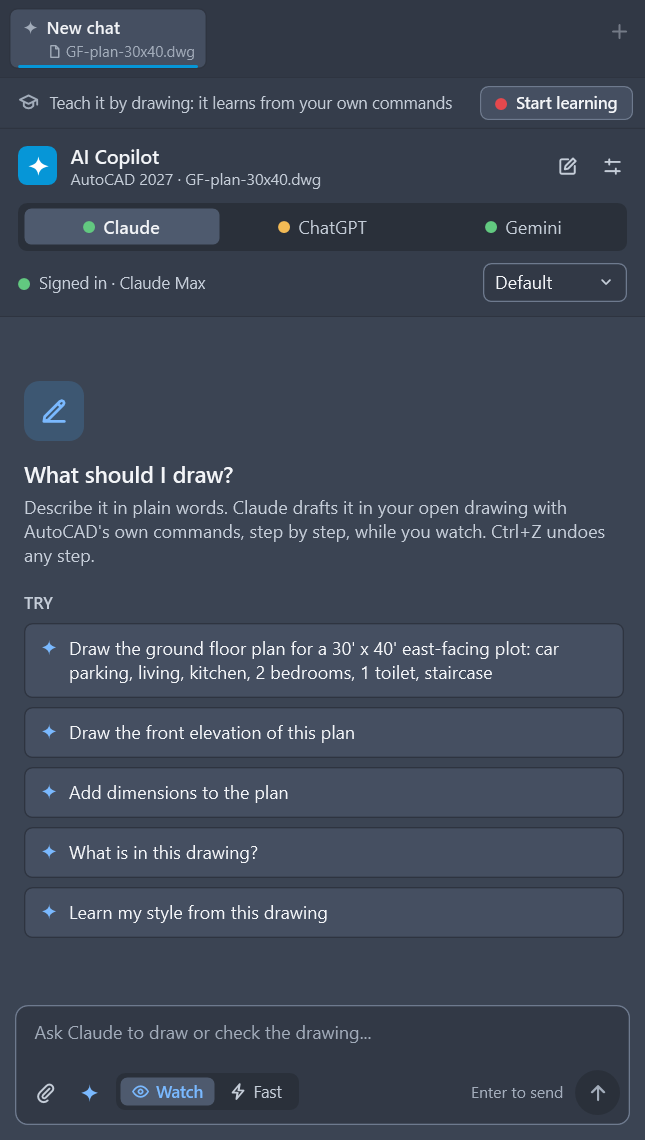 New chat
GF-plan-30x40.dwg
Teach it by drawing: it learns from your own commands
Start learning
AI Copilot
AutoCAD 2027 · GF-plan-30x40.dwg
Claude
ChatGPT
Gemini
Signed in · Claude Max
Default
What should I draw?
Describe it in plain words. Claude drafts it in your open drawing with
AutoCAD's own commands, step by step, while you watch. Ctrl+Z undoes
any step.
TRY
Draw the ground floor plan for a 30' x 40' east-facing plot: car
parking, living, kitchen, 2 bedrooms, 1 toilet, staircase
Draw the front elevation of this plan
Add dimensions to the plan
What is in this drawing?
Learn my style from this drawing
Ask Claude to draw or check the drawing...
Watch
Fast
Enter to send